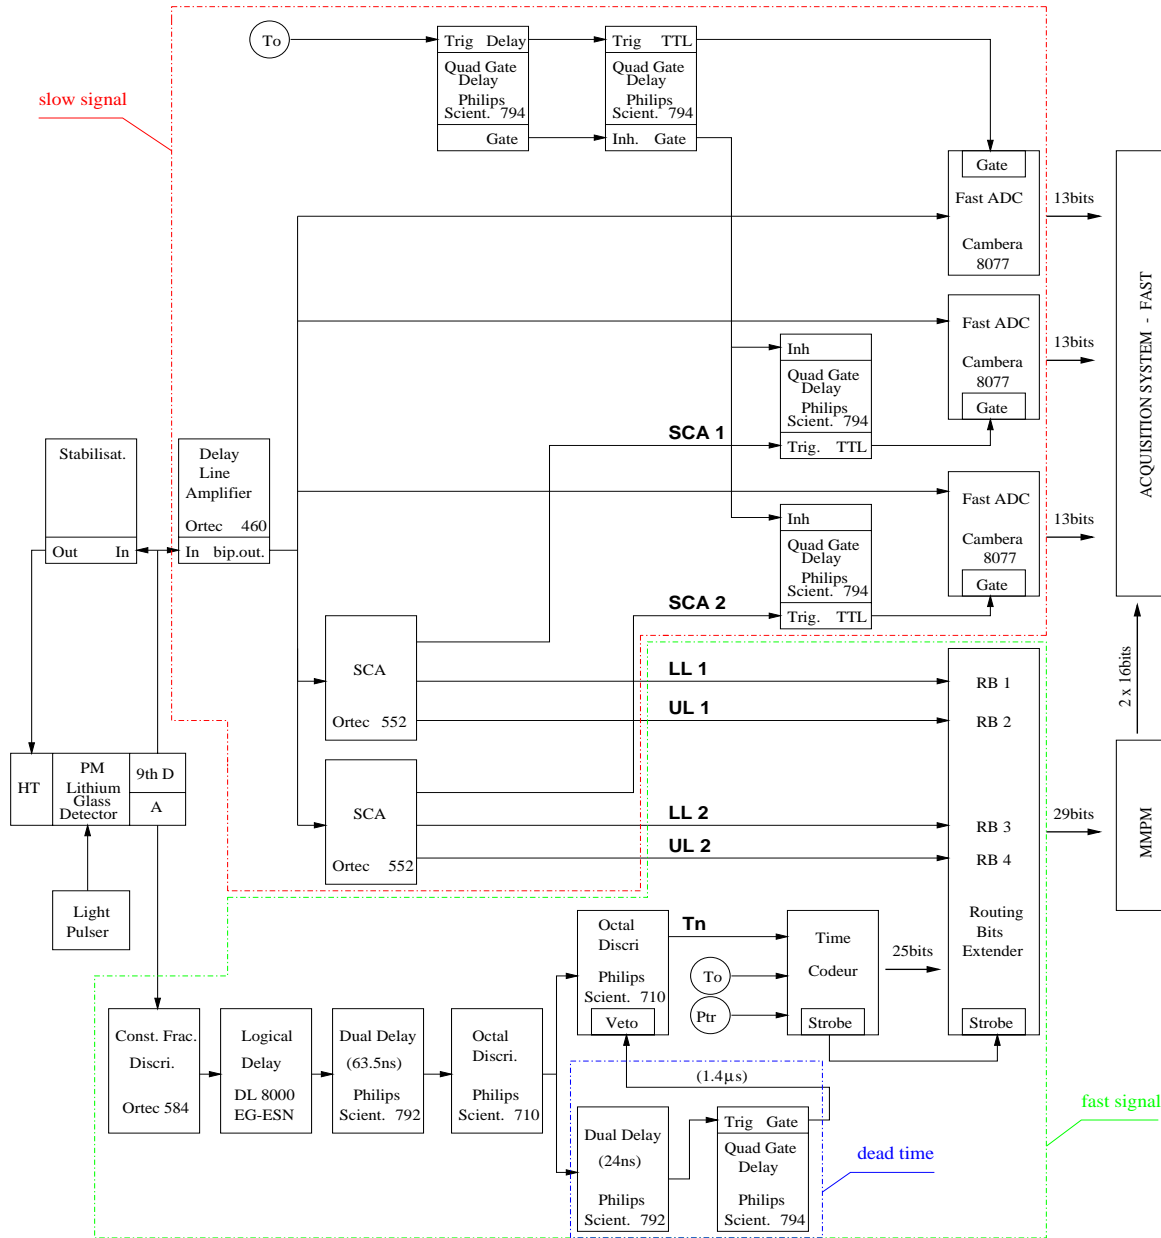 To
Trig Delay
Quad Gate
Delay
Philips
Scient. 794
Gate
Trig TTL
Quad Gate
Delay
Philips
Scient. 794
Inh. Gate
slow signal
Gate
Fast ADC
Cambera
8077
13bits
ACQUISITION SYSTEM - FAST
Fast ADC
Cambera
8077
Gate
13bits
Inh
Quad Gate
Delay
Philips
Scient. 794
Trig. TTL
SCA 1
Stabilisat.
Out In
Delay
Line
Amplifier
Ortec 460
In bip.out.
Fast ADC
Cambera
8077
Gate
13bits
Inh
Quad Gate
Delay
Philips
Scient. 794
Trig. TTL
SCA 2
SCA
Ortec 552
LL 1
UL 1
RB 1
RB 2
2 x 16bits
HT
PM
Lithium
Glass
Detector
9th D
A
SCA
Ortec 552
LL 2
UL 2
RB 3
RB 4
29bits
MMPM
Light
Pulser
Octal
Discri
Philips
Scient. 710
Veto
Tn
To
Ptr
Time
Codeur
Strobe
25bits
Routing
Bits
Extender
Strobe
Const. Frac.
Discri.
Ortec 584
Logical
Delay
DL 8000
EG-ESN
Dual Delay
(63.5ns)
Philips
Scient. 792
Octal
Discri.
Philips
Scient. 710
(1.4μs)
Dual Delay
(24ns)
Philips
Scient. 792
Trig Gate
Quad Gate
Delay
Philips
Scient. 794
dead time
fast signal